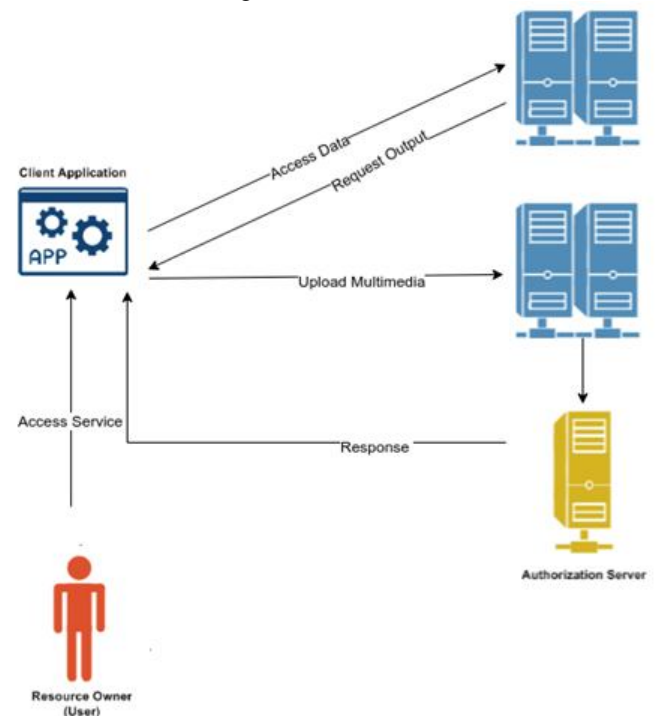 Access Data
Request Output
Client Application
APP
Upload Multimedia
Access Service
Response
Authorization Server
Resource Owner
(User)